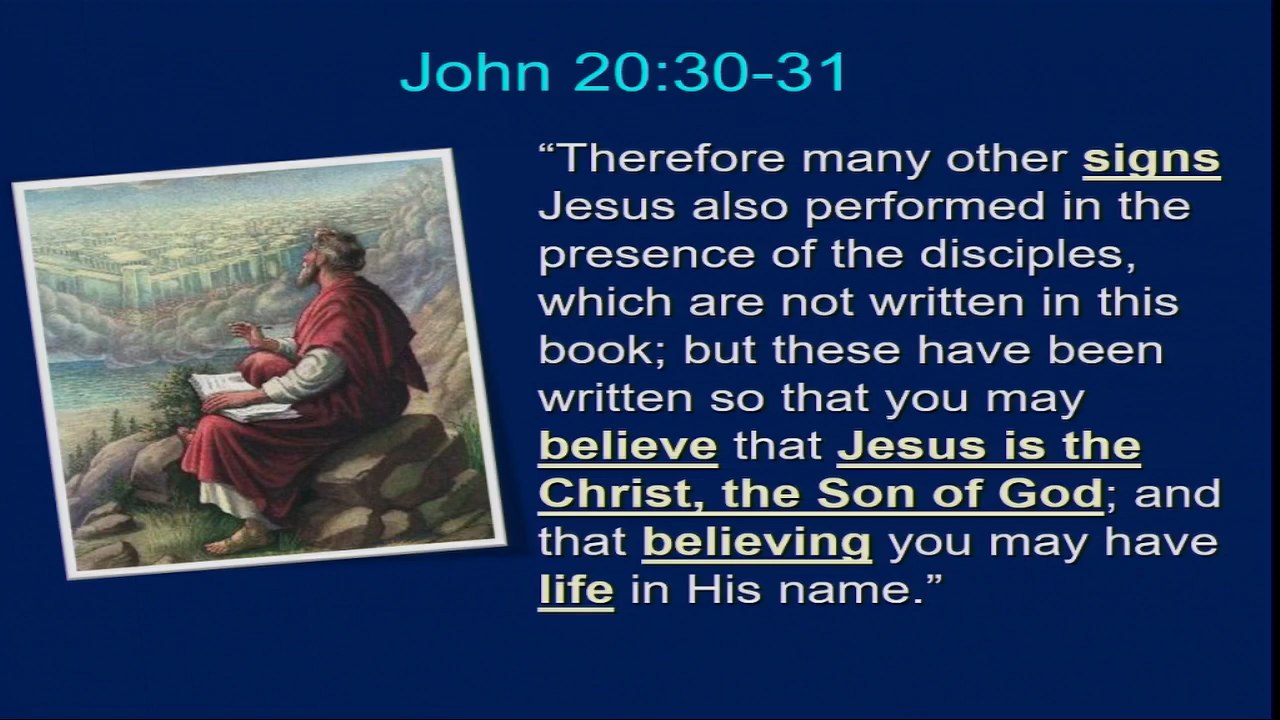 John 20:30-31
“Therefore many other signs
Jesus also performed in the
presence of the disciples,
which are not written in this
book; but these have been
written so that you may
believe that Jesus is the
Christ, the Son of God; and
that believing you may have
life in His name.”